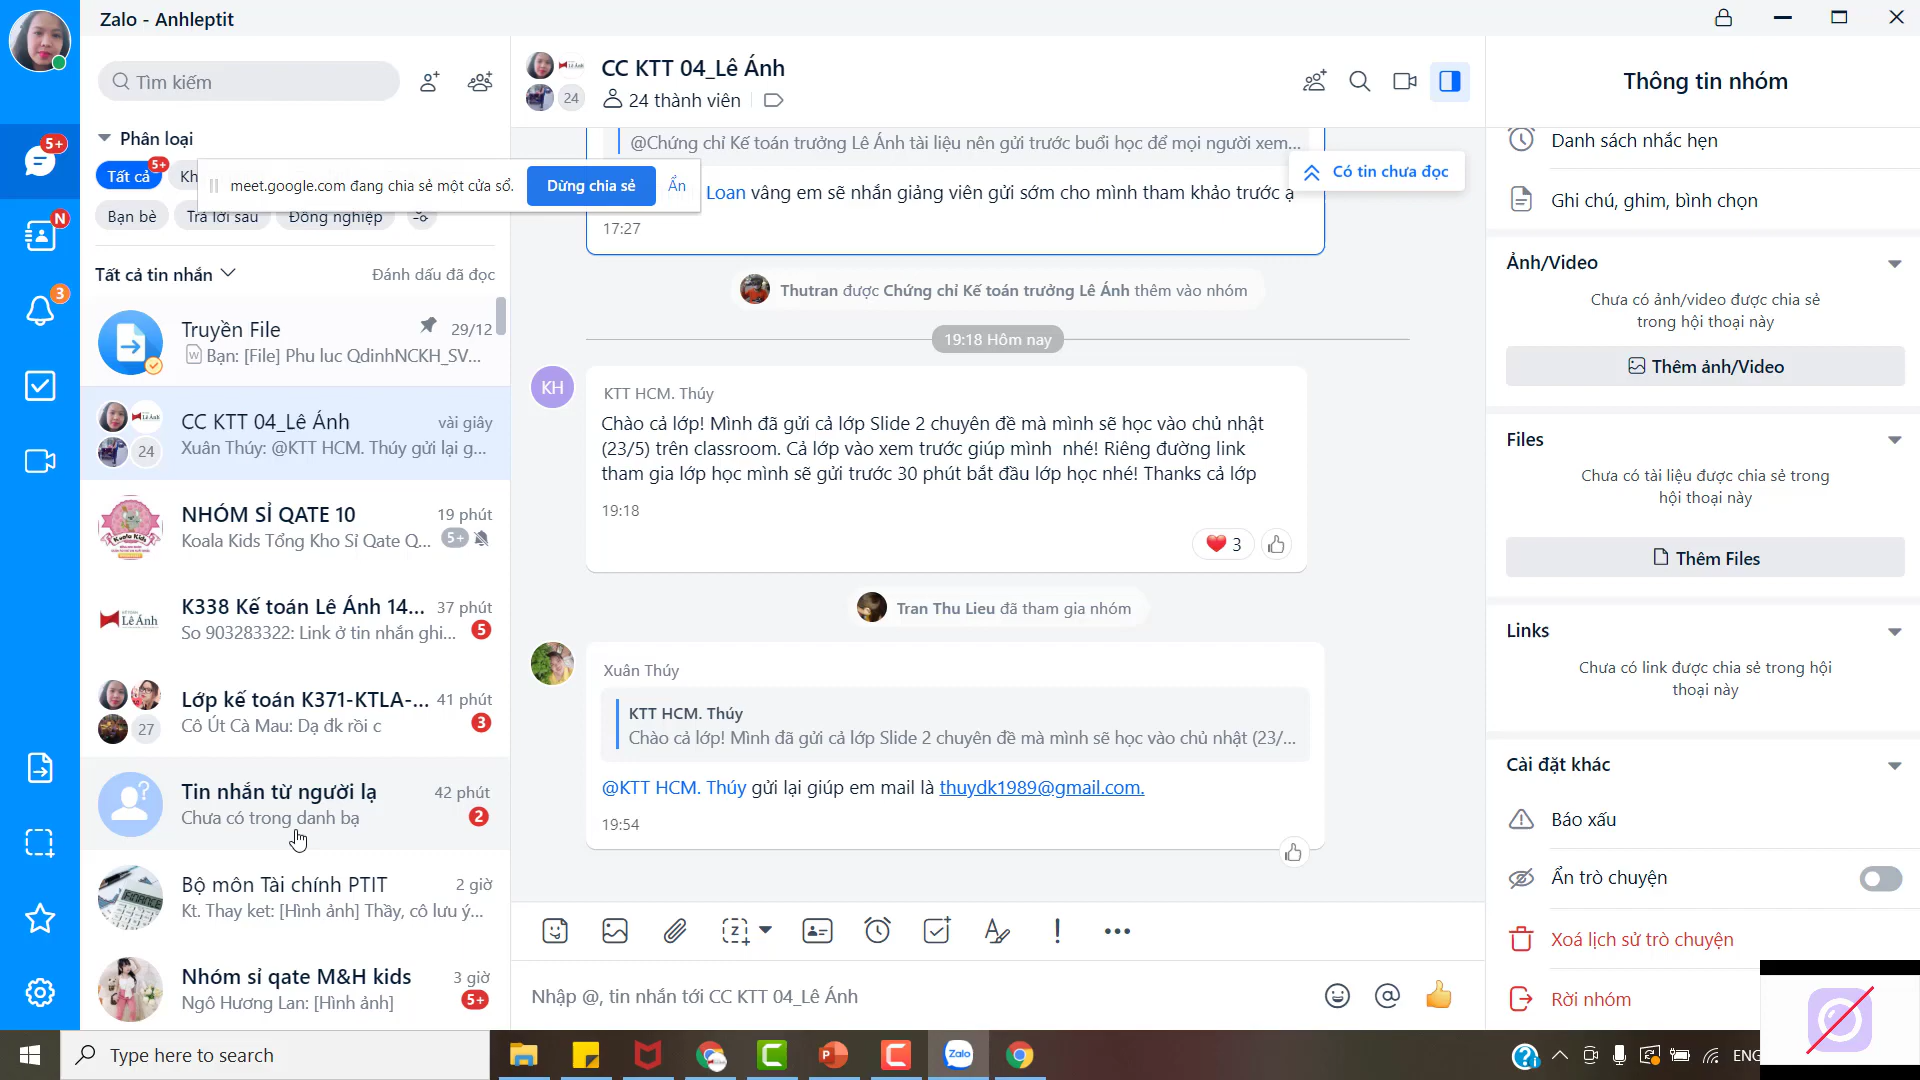 Zalo - Anhleptit
Tìm kiếm
Phân loại
5+
Tất cả
5+
Kh
meet.google.com đang chia sẻ một cửa sổ.
Dừng chia sẻ
Ẩn
Bạn bè
Trả lời sau
Đồng nghiệp
N
3
Tất cả tin nhắn
Đánh dấu đã đọc
Truyền File
29/12
Bạn: [File] Phu luc QdinhNCKH_SV...
CC KTT 04_Lê Ánh
vài giây
24
Xuân Thúy: @KTT HCM. Thúy gửi lại g...
NHÓM SỈ QATE 10
19 phút
Koala Kids Tổng Kho Sỉ Qate Q...
5+
K338 Kế toán Lê Ánh 14...
37 phút
Lê Ánh
So 903283322: Link ở tin nhắn ghi...
5
Lớp kế toán K371-KTLA-...
41 phút
27
Cô Út Cà Mau: Dạ đk rồi c
3
Tin nhắn từ người lạ
42 phút
Chưa có trong danh bạ
2
Bộ môn Tài chính PTIT
2 giờ
Kt. Thay ket: [Hình ảnh] Thầy, cô lưu ý...
Nhóm sỉ qate M&H kids
3 giờ
Ngô Hương Lan: [Hình ảnh]
5+
CC KTT 04_Lê Ánh
24
24 thành viên
@Chứng chỉ Kế toán trưởng Lê Ánh tài liệu nên gửi trước buổi học để mọi người xem...
Có tin chưa đọc
Loan vâng em sẽ nhắn giảng viên gửi sớm cho mình tham khảo trước ạ
17:27
Thutran được Chứng chỉ Kế toán trưởng Lê Ánh thêm vào nhóm
19:18 Hôm nay
KH
KTT HCM. Thúy
Chào cả lớp! Mình đã gửi cả lớp Slide 2 chuyên đề mà mình sẽ học vào chủ nhật
(23/5) trên classroom. Cả lớp vào xem trước giúp mình nhé! Riêng đường link
tham gia lớp học mình sẽ gửi trước 30 phút bắt đầu lớp học nhé! Thanks cả lớp
19:18
3
Tran Thu Lieu đã tham gia nhóm
Xuân Thúy
KTT HCM. Thúy
Chào cả lớp! Mình đã gửi cả lớp Slide 2 chuyên đề mà mình sẽ học vào chủ nhật (23/...
@KTT HCM. Thúy gửi lại giúp em mail là thuydk1989@gmail.com.
19:54
Nhập @, tin nhắn tới CC KTT 04_Lê Ánh
Thông tin nhóm
Danh sách nhắc hẹn
Ghi chú, ghim, bình chọn
Ảnh/Video
Chưa có ảnh/video được chia sẻ
trong hội thoại này
Thêm ảnh/Video
Files
Chưa có tài liệu được chia sẻ trong
hội thoại này
Thêm Files
Links
Chưa có link được chia sẻ trong hội
thoại này
Cài đặt khác
Báo xấu
Ẩn trò chuyện
Xoá lịch sử trò chuyện
Rời nhóm
Type here to search
Zalo
ENG